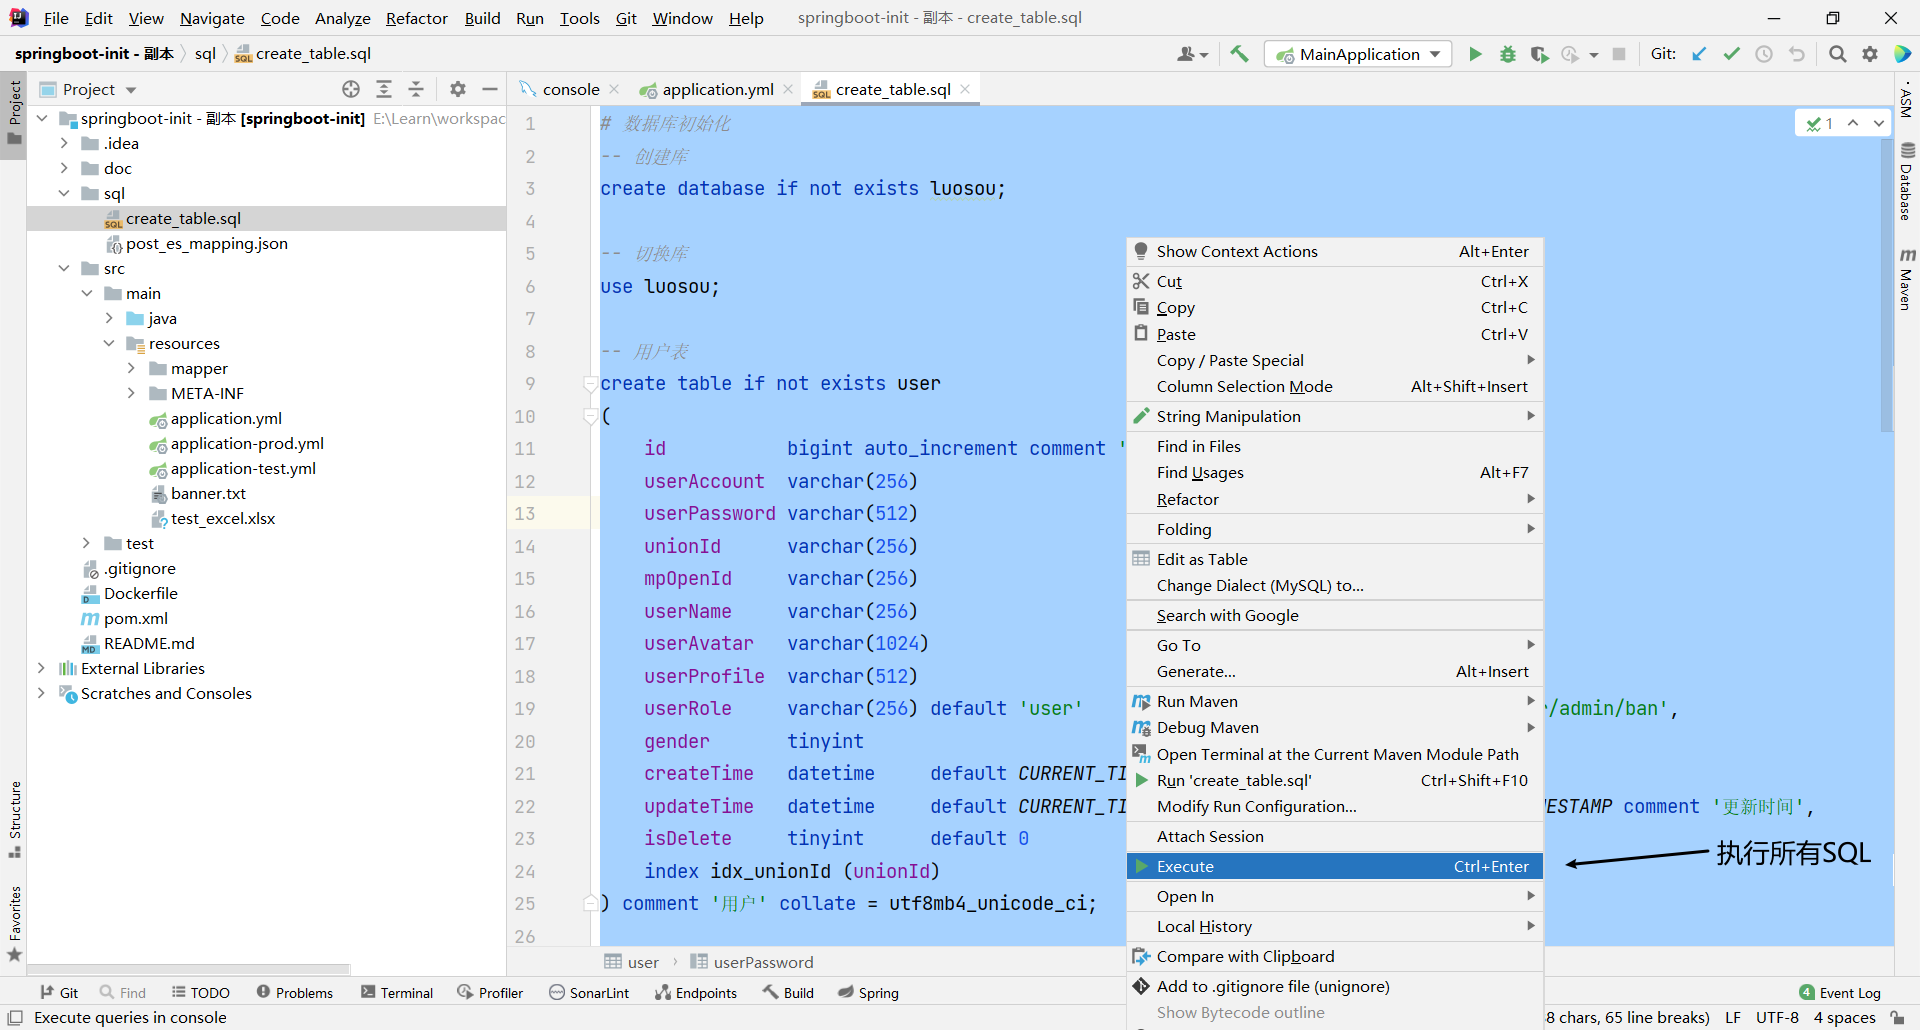 File Edit View Navigate Code Analyze Refactor Build Run Tools Git Window Help springboot-init - 副本 - create_table.sql
springboot-init - 副本 sql create_table.sql
MainApplication
Git:
Project
console
application.yml
create_table.sql
springboot-init - 副本 [springboot-init] E:\Learn\workspac
.idea
doc
sql
create_table.sql
post_es_mapping.json
src
main
java
resources
mapper
META-INF
application.yml
application-prod.yml
application-test.yml
banner.txt
test_excel.xlsx
test
.gitignore
Dockerfile
pom.xml
README.md
External Libraries
Scratches and Consoles
Project
Structure
Favorites
1 # 数据库初始化
2 -- 创建库
3 create database if not exists luosou;
4
5 -- 切换库
6 use luosou;
7
8 -- 用户表
9 create table if not exists user
10 (
11 id bigint auto_increment comment '
12 userAccount varchar(256)
13 userPassword varchar(512)
14 unionId varchar(256)
15 mpOpenId varchar(256)
16 userName varchar(256)
17 userAvatar varchar(1024)
18 userProfile varchar(512)
19 userRole varchar(256) default 'user' r/admin/ban',
20 gender tinyint
21 createTime datetime default CURRENT_TI
22 updateTime datetime default CURRENT_TI MESTAMP comment '更新时间',
23 isDelete tinyint default 0
24 index idx_unionId (unionId)
25 ) comment '用户' collate = utf8mb4_unicode_ci;
26
1
Show Context Actions Alt+Enter
Cut Ctrl+X
Copy Ctrl+C
Paste Ctrl+V
Copy / Paste Special
Column Selection Mode Alt+Shift+Insert
String Manipulation
Find in Files
Find Usages Alt+F7
Refactor
Folding
Edit as Table
Change Dialect (MySQL) to...
Search with Google
Go To
Generate... Alt+Insert
Run Maven
Debug Maven
Open Terminal at the Current Maven Module Path
Run 'create_table.sql' Ctrl+Shift+F10
Modify Run Configuration...
Attach Session
Execute Ctrl+Enter
Open In
Local History
Compare with Clipboard
Add to .gitignore file (unignore)
Show Bytecode outline
执行所有SQL
ASM
Database
Maven
user userPassword
Git Find TODO Problems Terminal Profiler SonarLint Endpoints Build Spring
4 Event Log
Execute queries in console
8 chars, 65 line breaks) LF UTF-8 4 spaces